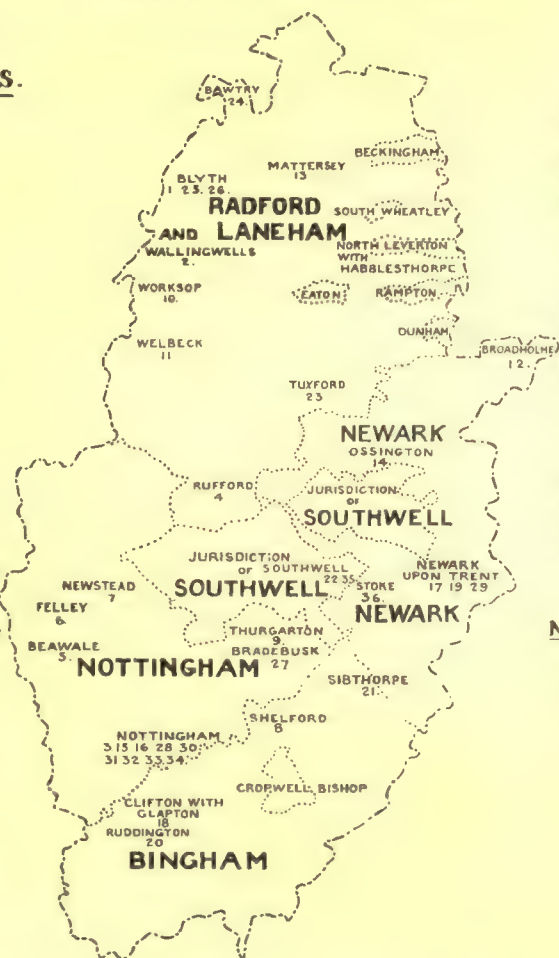 S.
BAWTRY
24.
BECKINGHAM
MATTERSEY
13
BLYTH
1 23. 26.
RADFORD
AND LANEHAM
SOUTH WHEATLEY
WALLINGWELLS
2.
NORTH LEVERTON
WITH
HABBLESTHORPE
WORKSOP
10.
EATON
RAMPTON
DUNHAM
WELBECK
11
BROADHOLME
12.
TUXFORD
23
NEWARK
OSSINGTON
14
RUFFORD
4
JURISDICTION
OF
SOUTHWELL
JURISDICTION
OF SOUTHWELL
22 35.
SOUTHWELL
NEWARK
UPON TRENT
17 19 29
STOKE
36.
NEWARK
NEWSTEAD
7
FELLEY
6.
THURGARTON
9.
BRADEBUSK
27
BEAWALE
5.
NOTTINGHAM
SIBTHORPE
21.
SHELFORD
8
NOTTINGHAM
3 15 16 28 30
31 32 33 34.
CROPWELL BISHOP
CLIFTON WITH
GLAPTON
18
RUDDINGTON
20
BINGHAM
N